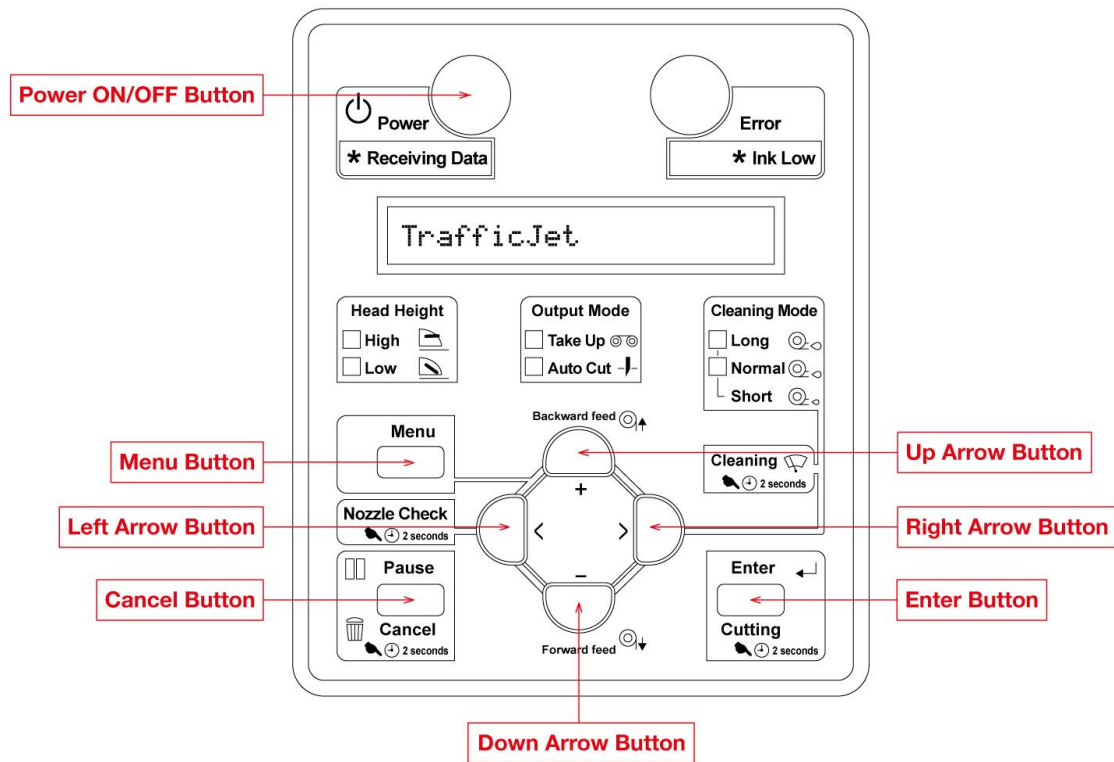 Power ON/OFF Button
Power
* Receiving Data
Error
* Ink Low
TrafficJet
Head Height
High
Low
Output Mode
Take Up
Auto Cut
Cleaning Mode
Long
Normal
Short
Backward feed
Menu
Menu Button
+
Up Arrow Button
Cleaning
2 seconds
Nozzle Check
2 seconds
Left Arrow Button
<
>
Right Arrow Button
Pause
Cancel Button
Cancel
2 seconds
–
Forward feed
Enter
Enter Button
Cutting
2 seconds
Down Arrow Button